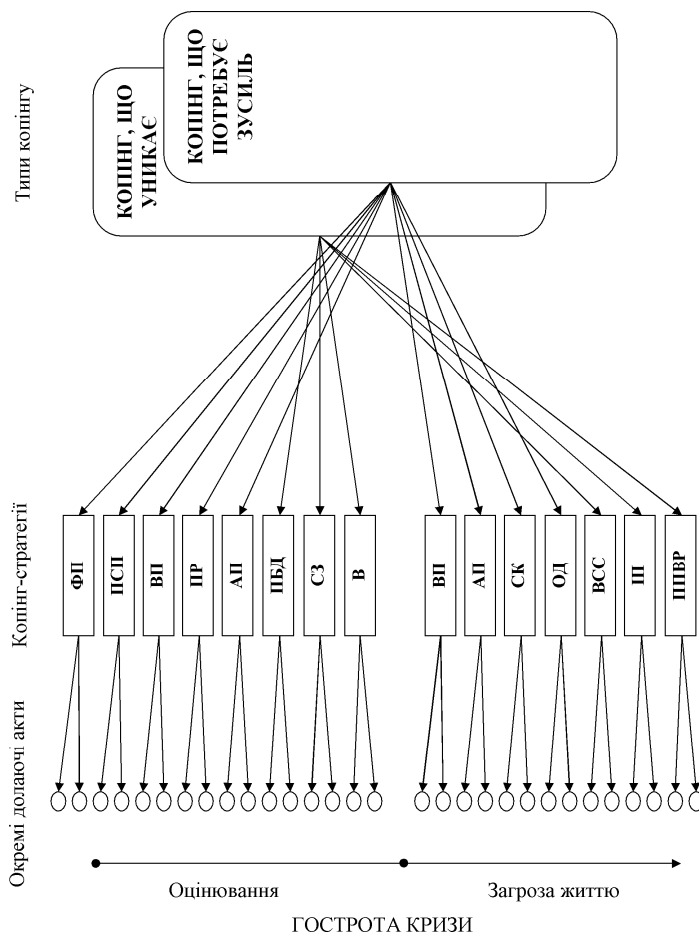 Типи копінгу
КОПІНГ, ЩО
УНИКАЄ
КОПІНГ, ЩО
ПОТРЕБУЄ
ЗУСИЛЬ
Копінг-стратегії
ФП
ПСП
ВП
ПР
АП
ПБД
СЗ
В
ВП
АП
СК
ОД
ВСС
ІП
ППВР
Окремі долаючі акти
Оцінювання
Загроза життю
ГОСТРОТА КРИЗИ